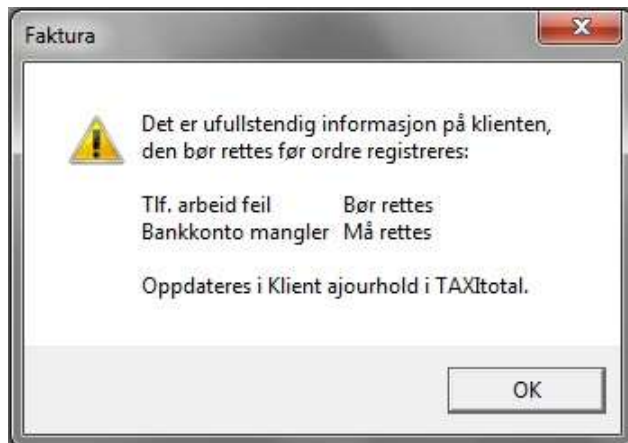 Faktura
Det er ufullstendig informasjon på klienten,
den bør rettes før ordre registreres:
Tlf. arbeid feil Bør rettes
Bankkonto mangler Må rettes
Oppdateres i Klient ajourhold i TAXItotal.
OK